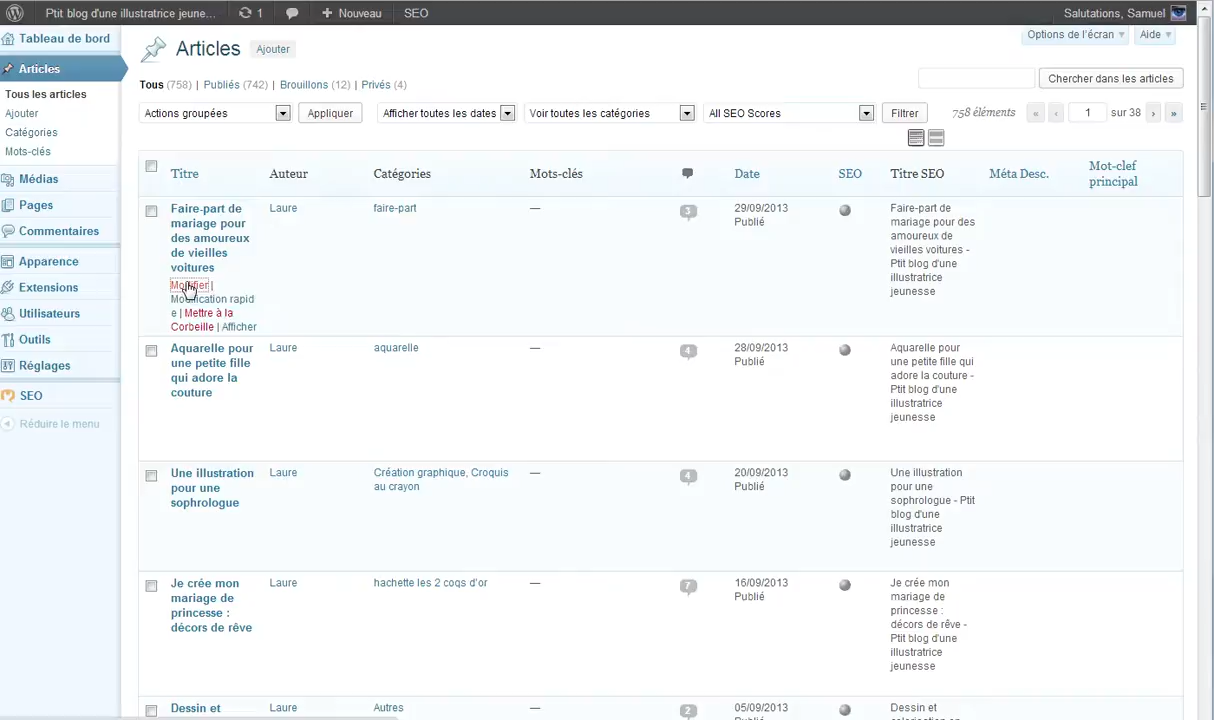 Ptit blog d'une illustratrice jeune... 1 Nouveau SEO Salutations, Samuel
Tableau de bord
Articles
Tous les articles
Ajouter
Catégories
Mots-clés
Médias
Pages
Commentaires
Apparence
Extensions
Utilisateurs
Outils
Réglages
SEO
Réduire le menu
Options de l'écran Aide
Articles Ajouter
Tous (758) | Publiés (742) | Brouillons (12) | Privés (4)
Chercher dans les articles
Actions groupées Appliquer Afficher toutes les dates Voir toutes les catégories All SEO Scores Filtrer 758 éléments « ‹ 1 sur 38 › »
Titre Auteur Catégories Mots-clés Date SEO Titre SEO Méta Desc. Mot-clef
principal
Faire-part de
mariage pour
des amoureux
de vieilles
voitures
Modifier |
Modification rapid
e | Mettre à la
Corbeille | Afficher
Laure
faire-part
—
3
29/09/2013
Publié
Faire-part de
mariage pour des
amoureux de
vieilles voitures -
Ptit blog d'une
illustratrice
jeunesse
Aquarelle pour
une petite fille
qui adore la
couture
Laure
aquarelle
—
4
28/09/2013
Publié
Aquarelle pour
une petite fille qui
adore la couture -
Ptit blog d'une
illustratrice
jeunesse
Une illustration
pour une
sophrologue
Laure
Création graphique, Croquis
au crayon
—
4
20/09/2013
Publié
Une illustration
pour une
sophrologue - Ptit
blog d'une
illustratrice
jeunesse
Je crée mon
mariage de
princesse :
décors de rêve
Laure
hachette les 2 coqs d'or
—
7
16/09/2013
Publié
Je crée mon
mariage de
princesse :
décors de rêve -
Ptit blog d'une
illustratrice
jeunesse
Dessin et
Laure
Autres
—
2
05/09/2013
Publié
Dessin et